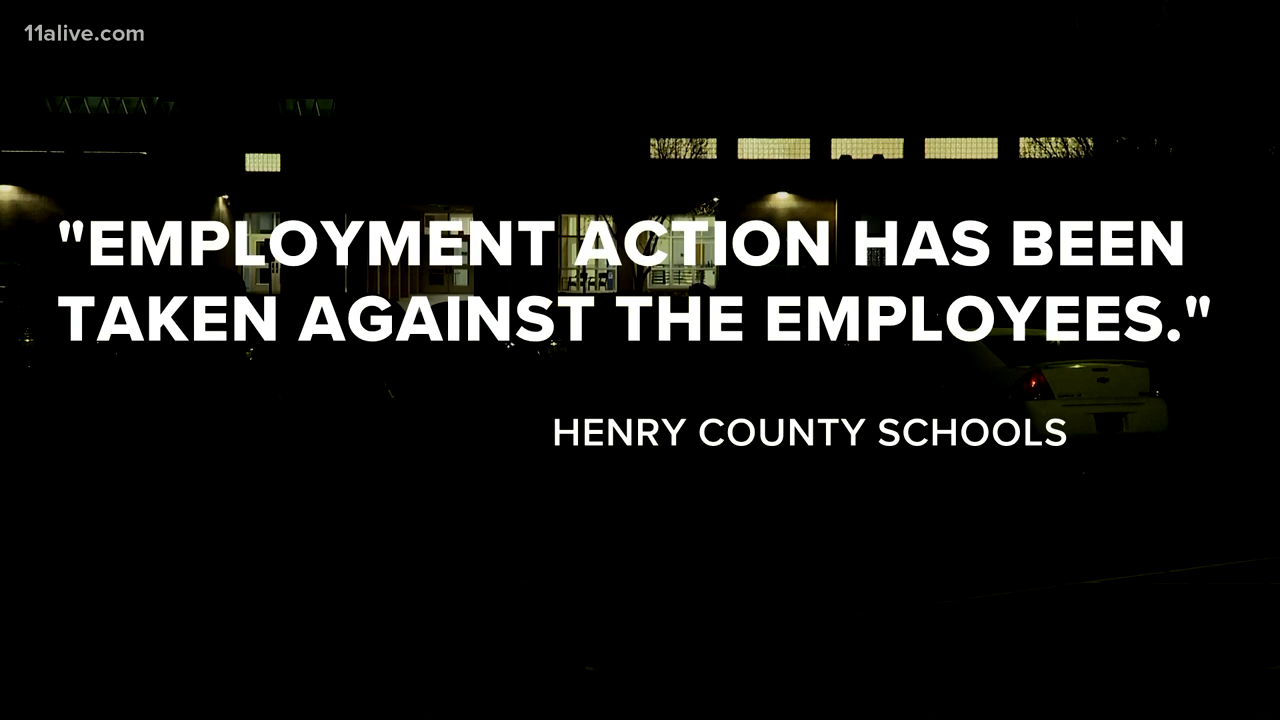 11alive.com
"EMPLOYMENT ACTION HAS BEEN
TAKEN AGAINST THE EMPLOYEES."
HENRY COUNTY SCHOOLS